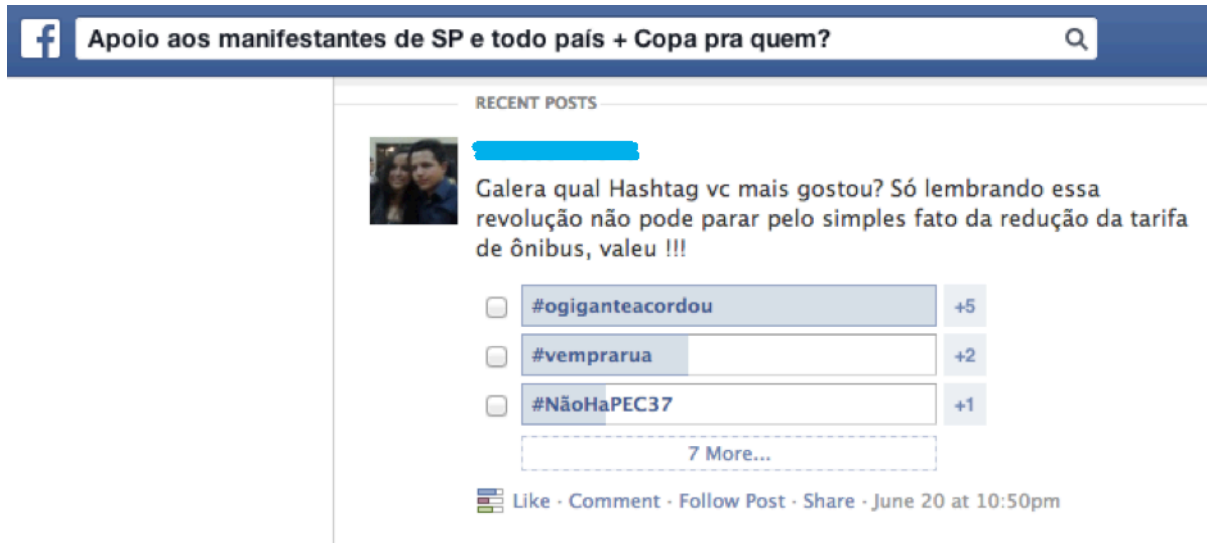 f Apoio aos manifestantes de SP e todo país + Copa pra quem?
RECENT POSTS
Galera qual Hashtag vc mais gostou? Só lembrando essa
revolução não pode parar pelo simples fato da redução da tarifa
de ônibus, valeu !!!
#ogiganteacordou +5
#vemprarua +2
#NãoHaPEC37 +1
7 More...
Like · Comment · Follow Post · Share · June 20 at 10:50pm